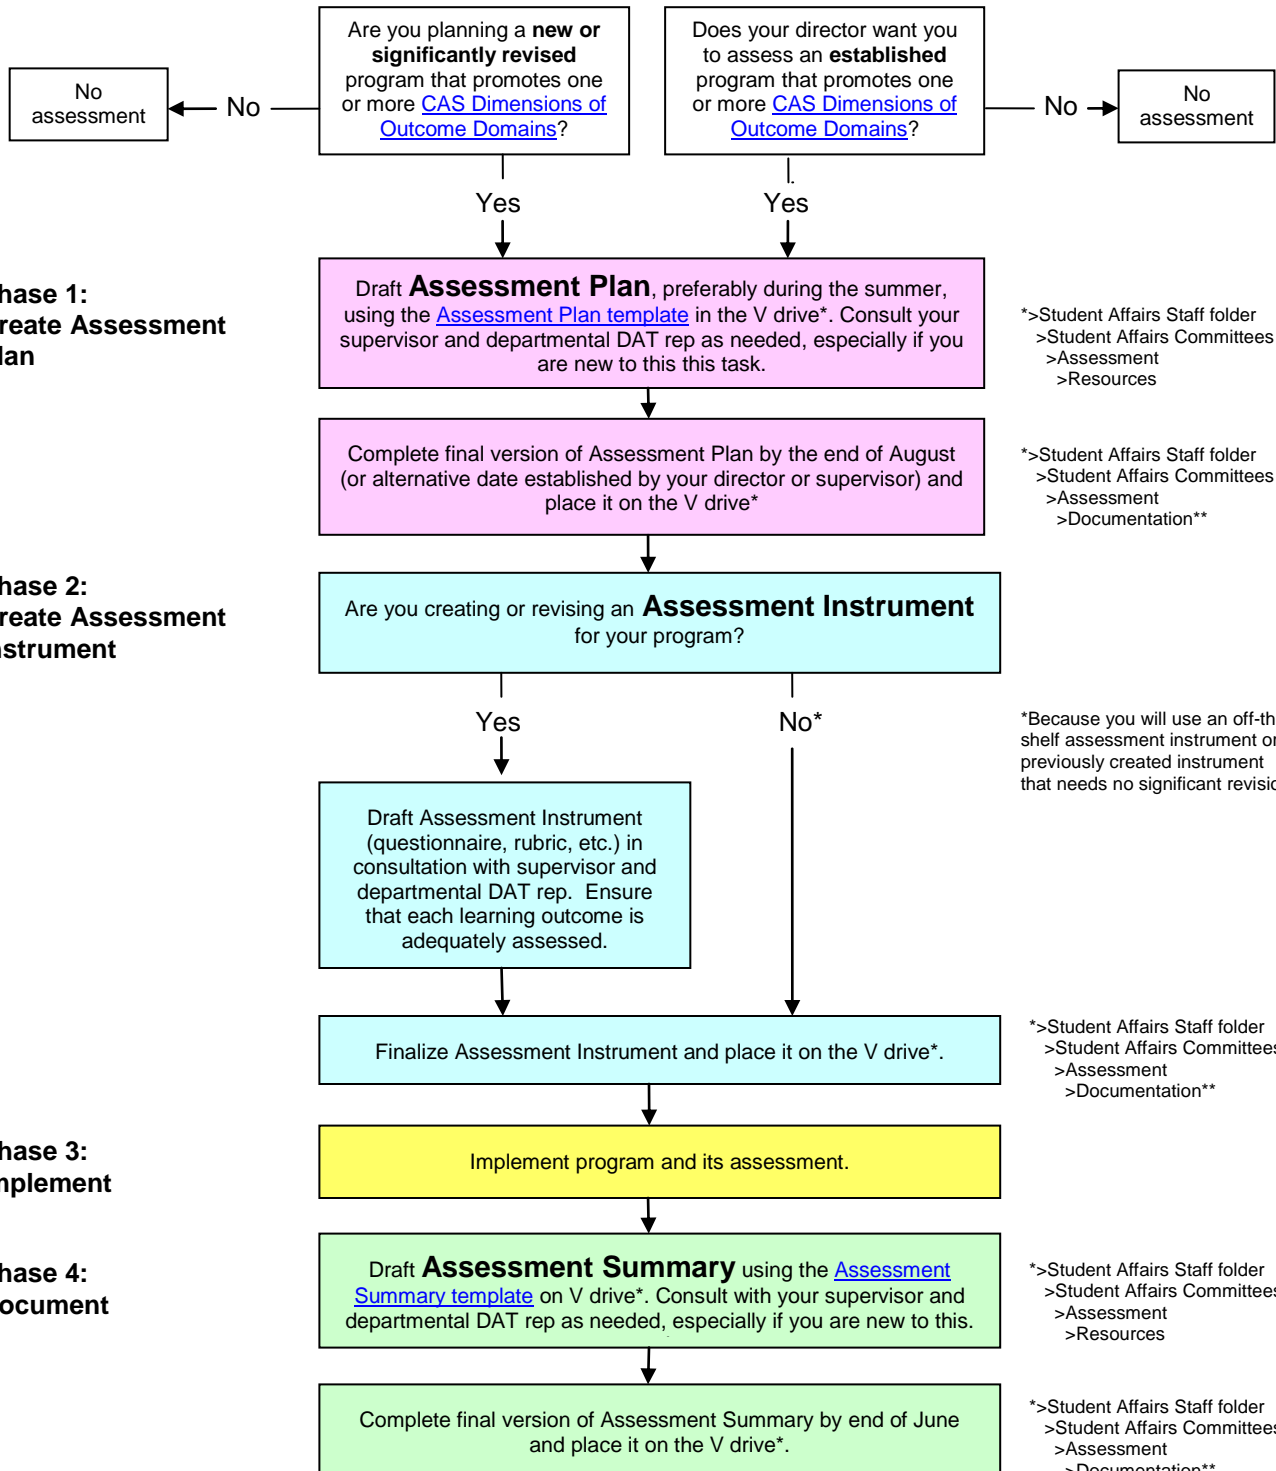 Are you planning a new or
significantly revised
program that promotes one
or more CAS Dimensions of
Outcome Domains?
Does your director want you
to assess an established
program that promotes one
or more CAS Dimensions of
Outcome Domains?
No
assessment
No
No
No
assessment
Yes
Yes
hase 1:
reate Assessment
lan
Draft Assessment Plan, preferably during the summer,
using the Assessment Plan template in the V drive*. Consult your
supervisor and departmental DAT rep as needed, especially if you
are new to this this task.
*>Student Affairs Staff folder
>Student Affairs Committees
>Assessment
>Resources
Complete final version of Assessment Plan by the end of August
(or alternative date established by your director or supervisor) and
place it on the V drive*
*>Student Affairs Staff folder
>Student Affairs Committees
>Assessment
>Documentation**
hase 2:
reate Assessment
nstrument
Are you creating or revising an Assessment Instrument
for your program?
Yes
No*
*Because you will use an off-th
shelf assessment instrument or
previously created instrument
that needs no significant revisio
Draft Assessment Instrument
(questionnaire, rubric, etc.) in
consultation with supervisor and
departmental DAT rep. Ensure
that each learning outcome is
adequately assessed.
Finalize Assessment Instrument and place it on the V drive*.
*>Student Affairs Staff folder
>Student Affairs Committees
>Assessment
>Documentation**
hase 3:
mplement
Implement program and its assessment.
hase 4:
ocument
Draft Assessment Summary using the Assessment
Summary template on V drive*. Consult with your supervisor and
departmental DAT rep as needed, especially if you are new to this.
*>Student Affairs Staff folder
>Student Affairs Committees
>Assessment
>Resources
Complete final version of Assessment Summary by end of June
and place it on the V drive*.
*>Student Affairs Staff folder
>Student Affairs Committees
>Assessment
>Documentation**